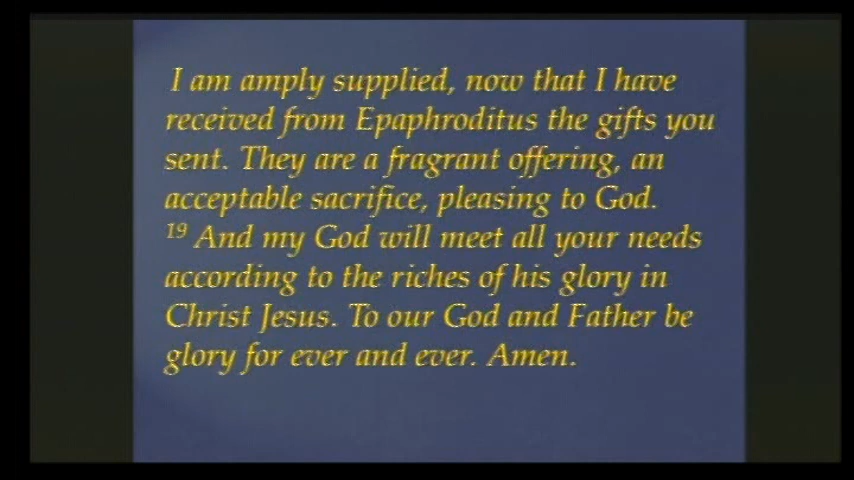 I am amply supplied, now that I have
received from Epaphroditus the gifts you
sent. They are a fragrant offering, an
acceptable sacrifice, pleasing to God.
19 And my God will meet all your needs
according to the riches of his glory in
Christ Jesus. To our God and Father be
glory for ever and ever. Amen.